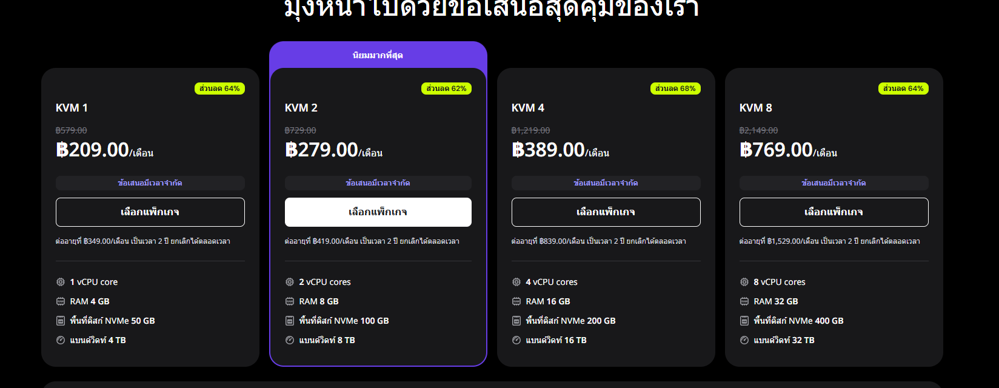 มุ่งหน้าไปด้วยข้อเสนอสุดคุ้มของเรา
นิยมมากที่สุด
ส่วนลด 64%
KVM 1
฿579.00
฿209.00/เดือน
ข้อเสนอมีเวลาจำกัด
เลือกแพ็กเกจ
ต่ออายุที่ ฿349.00/เดือน เป็นเวลา 2 ปี ยกเลิกได้ตลอดเวลา
1 vCPU core
RAM 4 GB
พื้นที่ดิสก์ NVMe 50 GB
แบนด์วิดท์ 4 TB
ส่วนลด 62%
KVM 2
฿729.00
฿279.00/เดือน
ข้อเสนอมีเวลาจำกัด
เลือกแพ็กเกจ
ต่ออายุที่ ฿419.00/เดือน เป็นเวลา 2 ปี ยกเลิกได้ตลอดเวลา
2 vCPU cores
RAM 8 GB
พื้นที่ดิสก์ NVMe 100 GB
แบนด์วิดท์ 8 TB
ส่วนลด 68%
KVM 4
฿1,219.00
฿389.00/เดือน
ข้อเสนอมีเวลาจำกัด
เลือกแพ็กเกจ
ต่ออายุที่ ฿839.00/เดือน เป็นเวลา 2 ปี ยกเลิกได้ตลอดเวลา
4 vCPU cores
RAM 16 GB
พื้นที่ดิสก์ NVMe 200 GB
แบนด์วิดท์ 16 TB
ส่วนลด 64%
KVM 8
฿2,149.00
฿769.00/เดือน
ข้อเสนอมีเวลาจำกัด
เลือกแพ็กเกจ
ต่ออายุที่ ฿1,529.00/เดือน เป็นเวลา 2 ปี ยกเลิกได้ตลอดเวลา
8 vCPU cores
RAM 32 GB
พื้นที่ดิสก์ NVMe 400 GB
แบนด์วิดท์ 32 TB